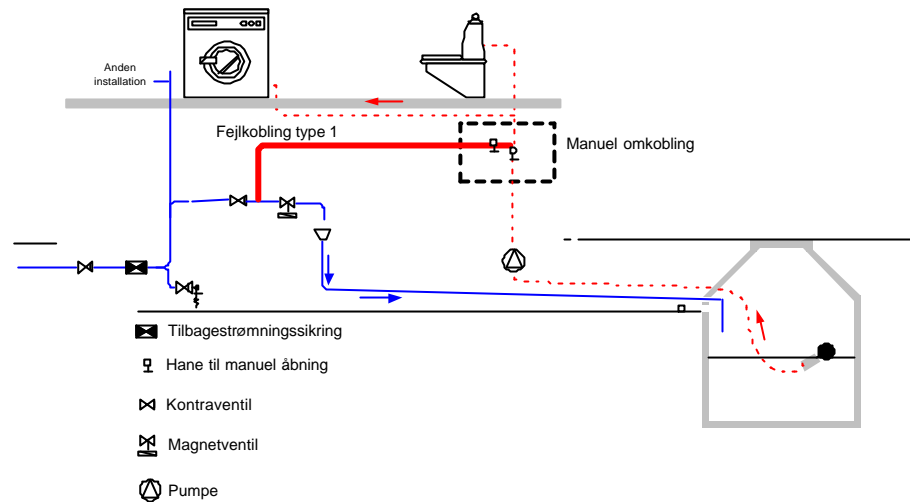 Anden
installation
Fejlkobling type 1
Manuel omkobling
Tilbagestrømningssikring
Hane til manuel åbning
Kontraventil
Magnetventil
Pumpe